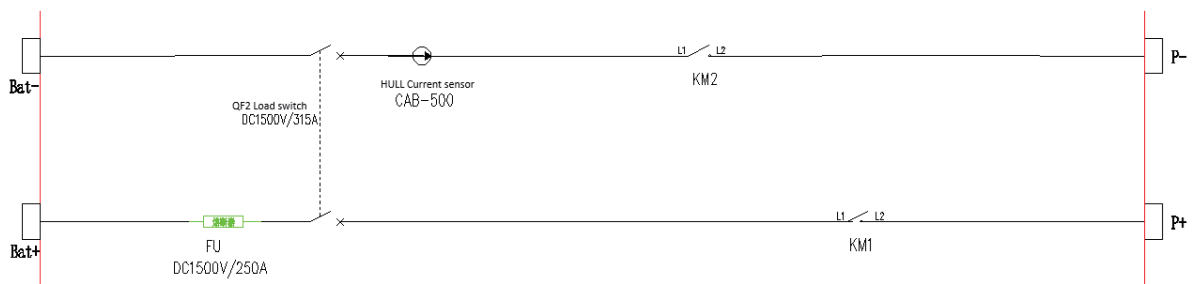 L1 L2
P-
Bat-
KM2
HULL Current sensor
CAB-500
QF2 Load switch
DC1500V/315A
熔断器
L1 L2
P+
Bat+
FU
KM1
DC1500V/250A